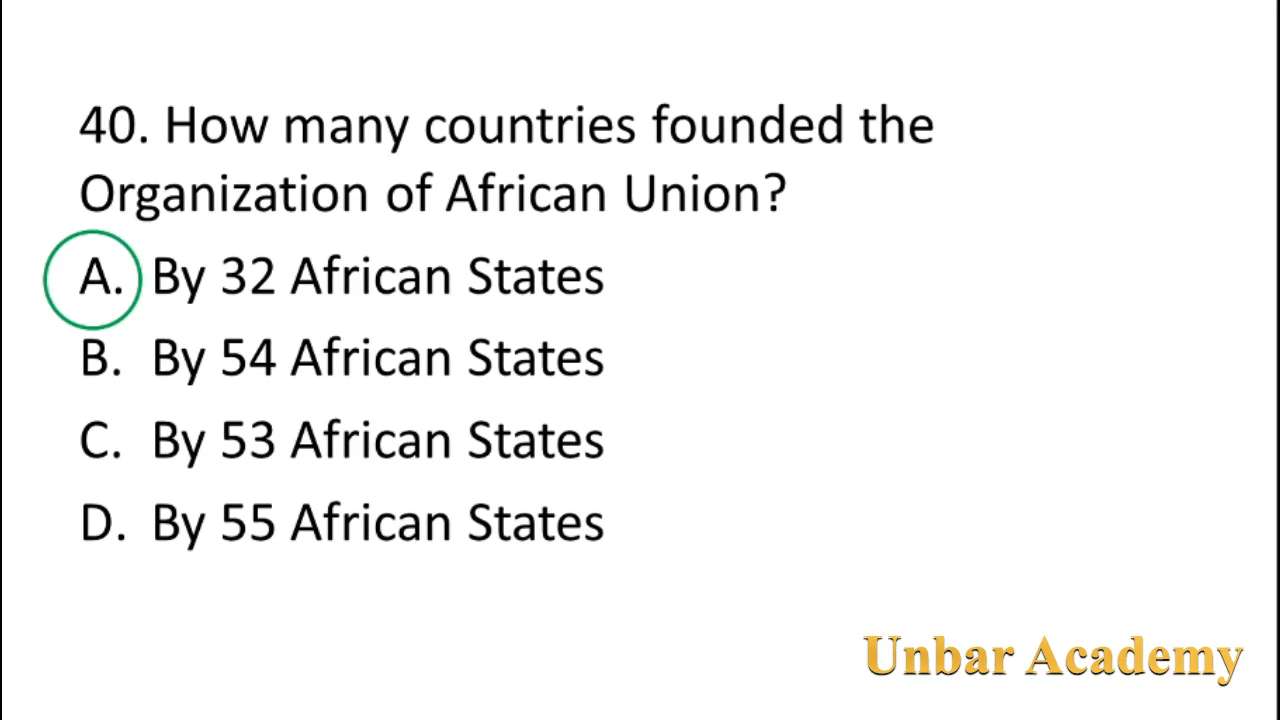 40. How many countries founded the
Organization of African Union?
A. By 32 African States
B. By 54 African States
C. By 53 African States
D. By 55 African States
Unbar Academy